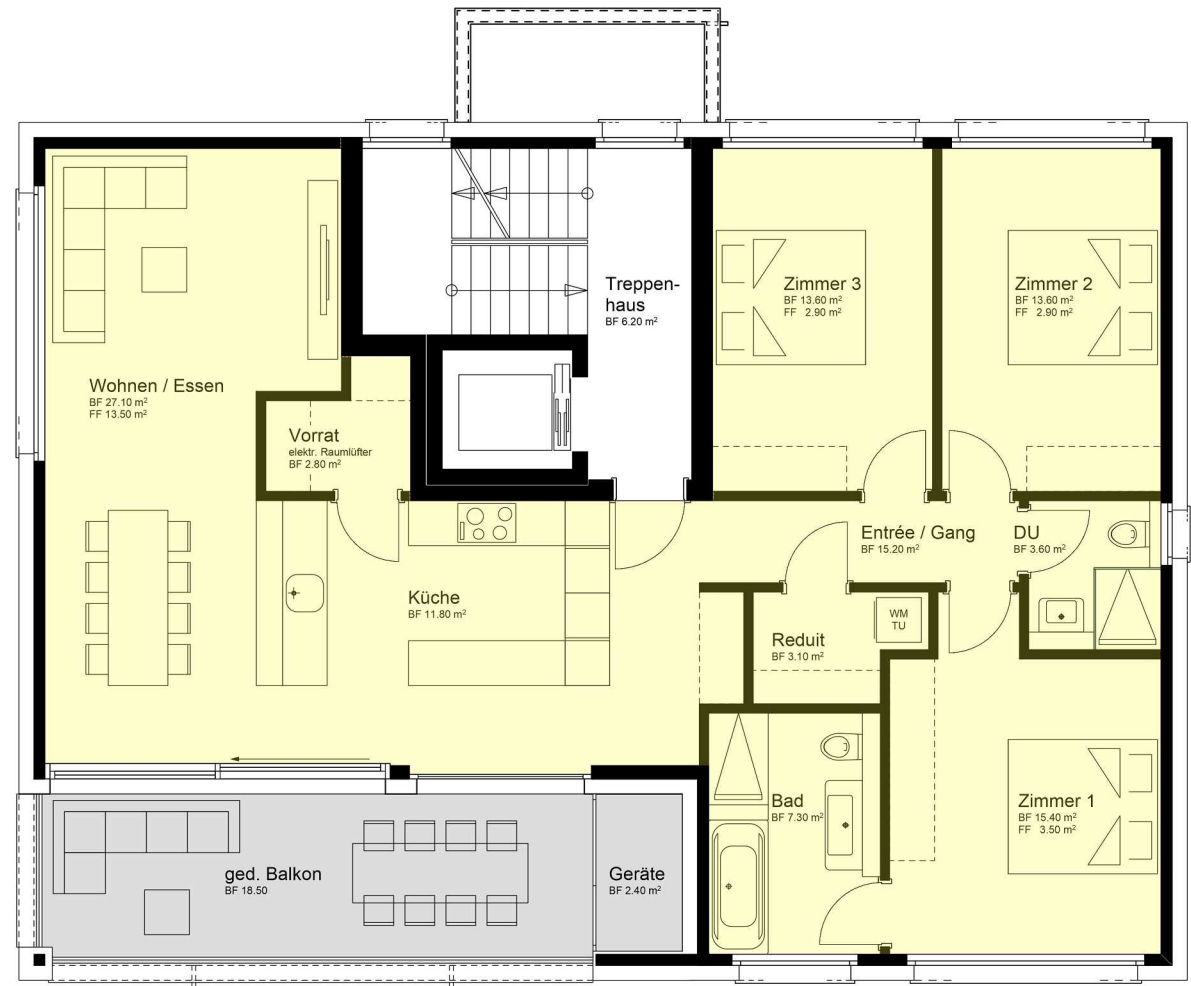 Treppen-
haus
BF 6.20 m²
Zimmer 3
BF 13.60 m²
FF 2.90 m²
Zimmer 2
BF 13.60 m²
FF 2.90 m²
Wohnen / Essen
BF 27.10 m²
FF 13.50 m²
Vorrat
elektr. Raumlüfter
BF 2.80 m²
Entrée / Gang
BF 15.20 m²
DU
BF 3.60 m²
Küche
BF 11.80 m²
WM
TU
Reduit
BF 3.10 m²
Bad
BF 7.30 m²
Zimmer 1
BF 15.40 m²
FF 3.50 m²
ged. Balkon
BF 18.50
Geräte
BF 2.40 m²